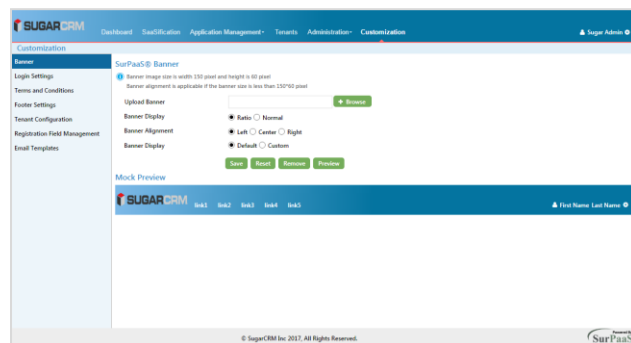 SUGARCRM
Dashboard SaaSification Application Management Tenants Administration Customization Sugar Admin
Customization
Banner
Login Settings
Terms and Conditions
Footer Settings
Tenant Configuration
Registration Field Management
Email Templates
SurPaaS® Banner
Banner image size is width 150 pixel and height is 60 pixel
Banner alignment is applicable if the banner size is less than 150*60 pixel
Upload Banner + Browse
Banner Display Ratio Normal
Banner Alignment Left Center Right
Banner Display Default Custom
Save Reset Remove Preview
Mock Preview
SUGARCRM link1 link2 link3 link4 link5 First Name Last Name
© SugarCRM Inc 2017, All Rights Reserved.
Powered By
SurPaaS